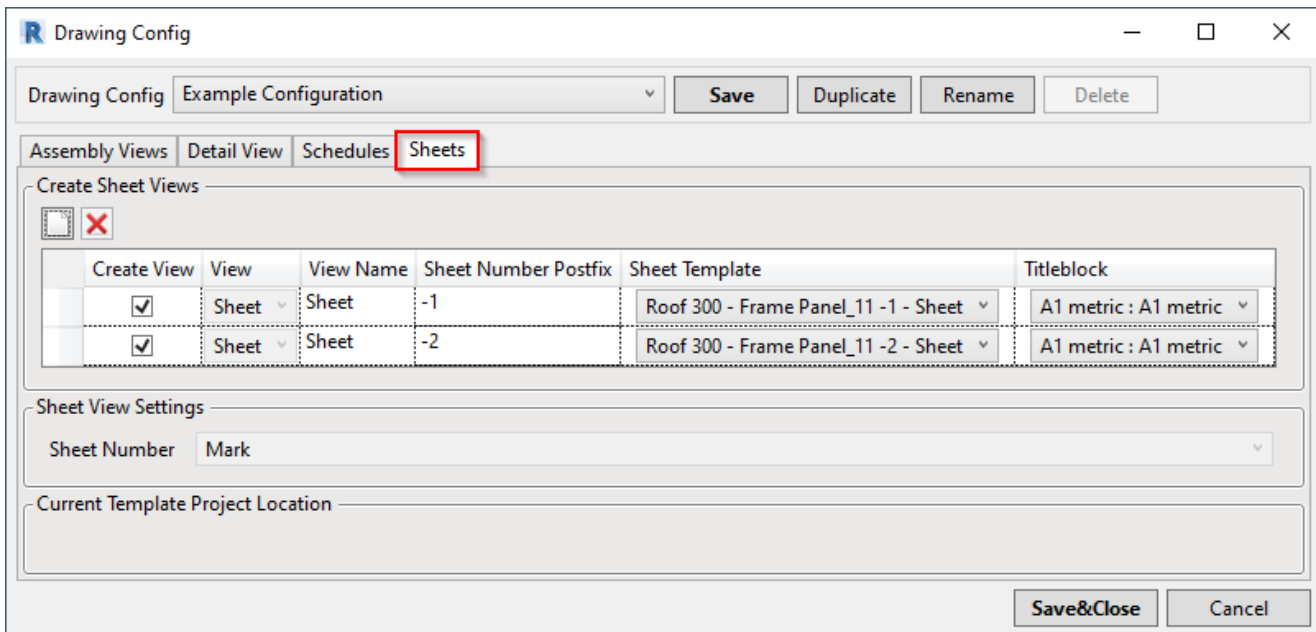 Drawing Config
Drawing Config Example Configuration Save Duplicate Rename Delete
Assembly Views Detail View Schedules Sheets
Create Sheet Views
Create View View View Name Sheet Number Postfix Sheet Template Titleblock
Sheet Sheet -1 Roof 300 - Frame Panel_11 -1 - Sheet A1 metric : A1 metric
Sheet Sheet -2 Roof 300 - Frame Panel_11 -2 - Sheet A1 metric : A1 metric
Sheet View Settings
Sheet Number Mark
Current Template Project Location
Save&Close Cancel